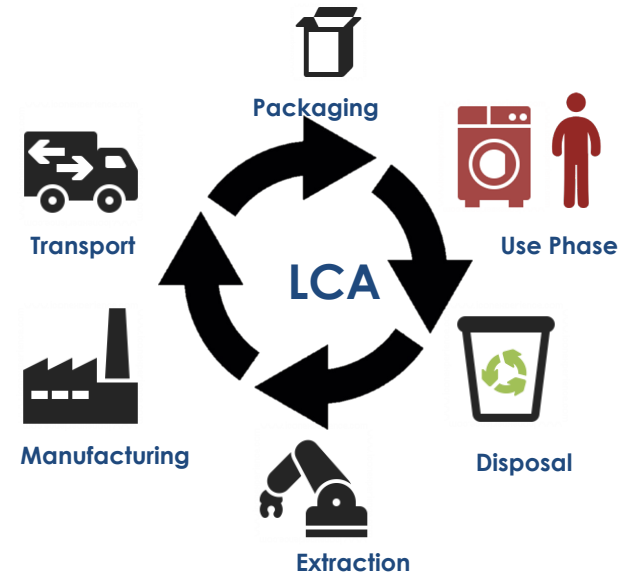 Packaging
Transport
Use Phase
LCA
Manufacturing
Disposal
Extraction